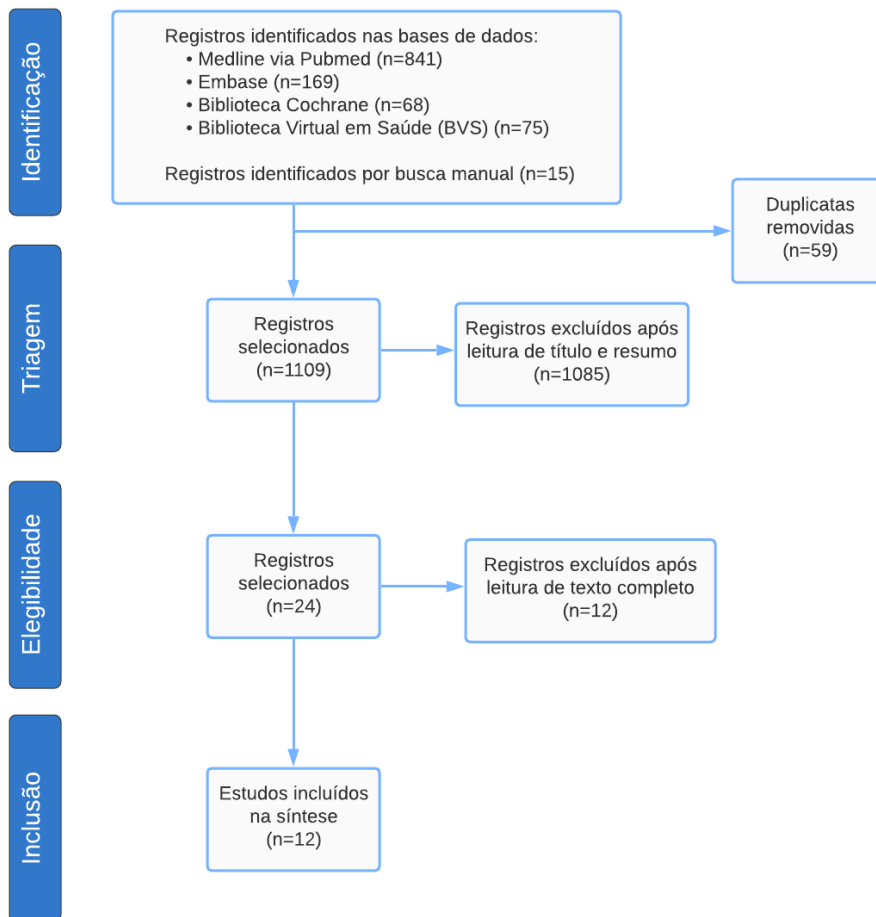 Identificação
Registros identificados nas bases de dados:
• Medline via Pubmed (n=841)
• Embase (n=169)
• Biblioteca Cochrane (n=68)
• Biblioteca Virtual em Saúde (BVS) (n=75)
Registros identificados por busca manual (n=15)
Duplicatas
removidas
(n=59)
Triagem
Registros
selecionados
(n=1109)
Registros excluídos após
leitura de título e resumo
(n=1085)
Elegibilidade
Registros
selecionados
(n=24)
Registros excluídos após
leitura de texto completo
(n=12)
Inclusão
Estudos incluídos
na síntese
(n=12)